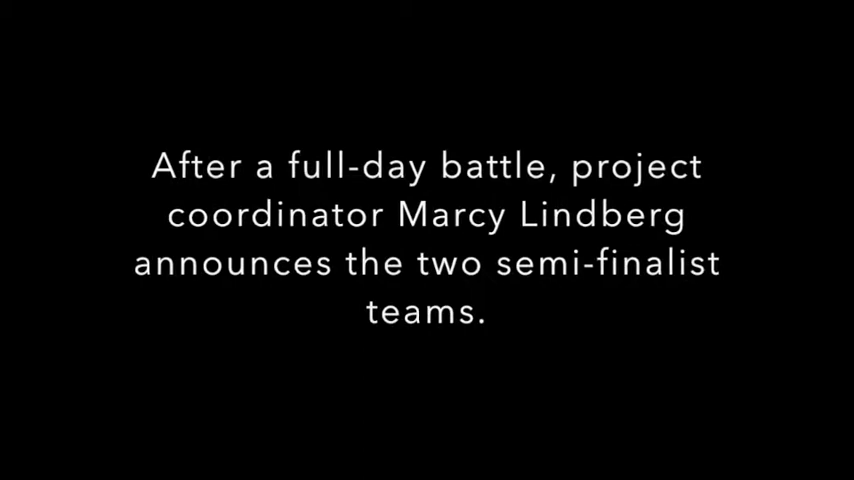 After a full-day battle, project
coordinator Marcy Lindberg
announces the two semi-finalist
teams.